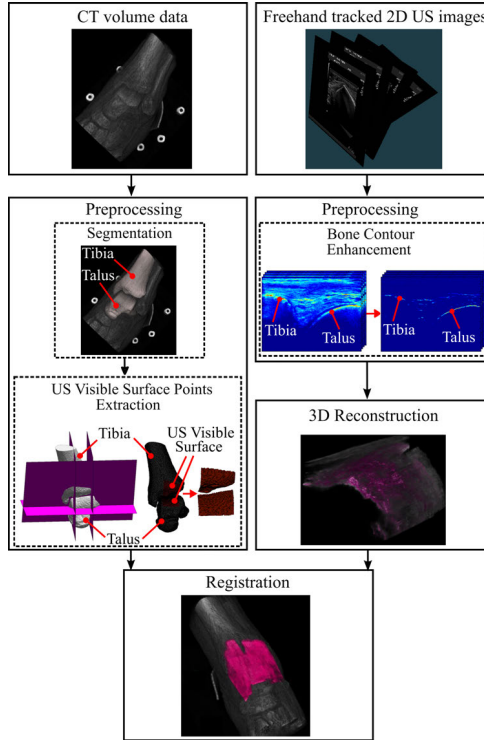 CT volume data
Freehand tracked 2D US images
Preprocessing
Segmentation
Tibia
Talus
US Visible Surface Points
Extraction
Tibia
US Visible
Surface
Talus
Preprocessing
Bone Contour
Enhancement
Tibia
Talus
Tibia
Talus
3D Reconstruction
Registration